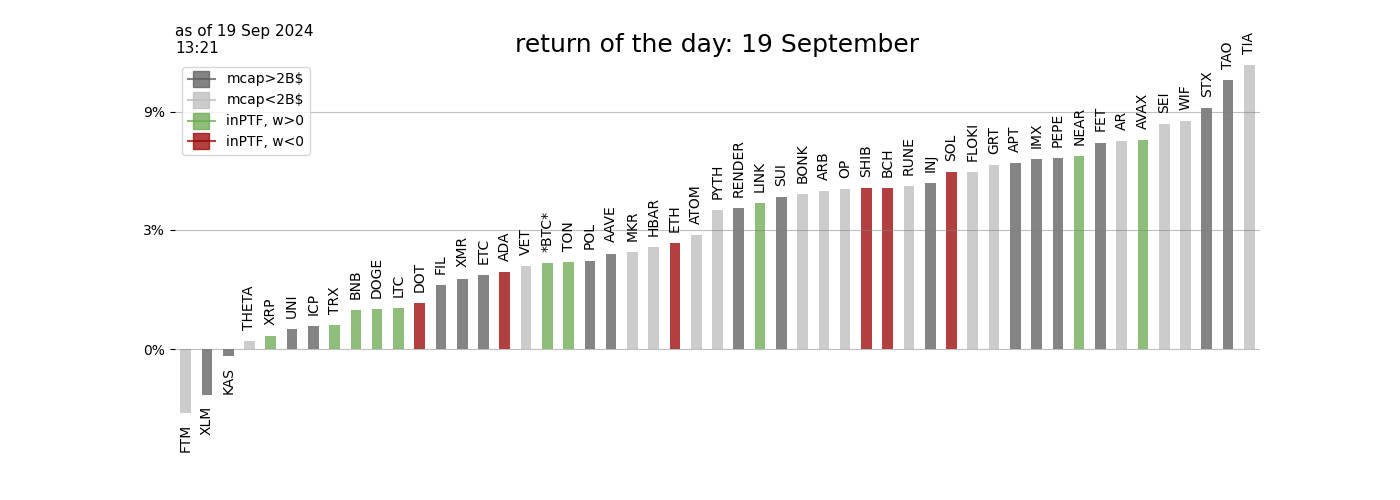 as of 19 Sep 2024
13:21
return of the day: 19 September
mcap>2B$
mcap<2B$
inPTF, w>0
inPTF, w<0
9%
3%
0%
FTM
XLM
KAS
THETA
XRP
UNI
ICP
TRX
BNB
DOGE
LTC
DOT
FIL
XMR
ETC
ADA
VET
*BTC*
TON
POL
AAVE
MKR
HBAR
ETH
ATOM
PYTH
RENDER
LINK
SUI
BONK
ARB
OP
SHIB
BCH
RUNE
INJ
SOL
FLOKI
GRT
APT
IMX
PEPE
NEAR
FET
AR
AVAX
SEI
WIF
STX
TAO
TIA